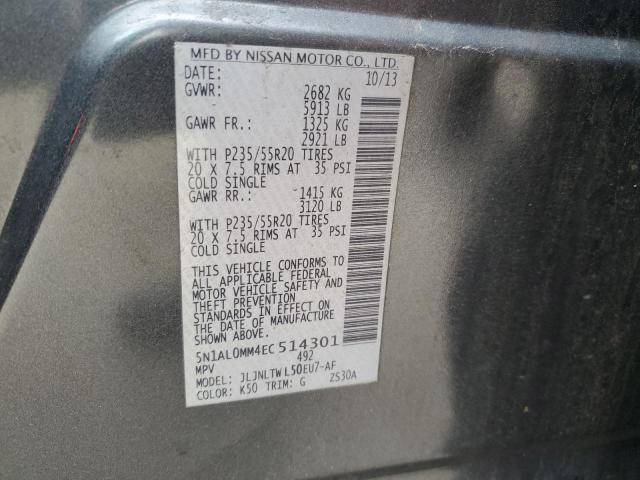 MFD BY NISSAN MOTOR CO., LTD.
DATE: 10/13
GVWR: 2682 KG
5913 LB
GAWR FR.: 1325 KG
2921 LB
WITH P235/55R20 TIRES
20 X 7.5 RIMS AT 35 PSI
COLD SINGLE
GAWR RR.: 1415 KG
3120 LB
WITH P235/55R20 TIRES
20 X 7.5 RIMS AT 35 PSI
COLD SINGLE
THIS VEHICLE CONFORMS TO
ALL APPLICABLE FEDERAL
MOTOR VEHICLE SAFETY AND
THEFT PREVENTION
STANDARDS IN EFFECT ON
THE DATE OF MANUFACTURE
SHOWN ABOVE.
5N1AL0MM4EC514301
MPV 492
MODEL: JLJNLTWL50EU7-AF
COLOR: K50 TRIM: G ZS30A